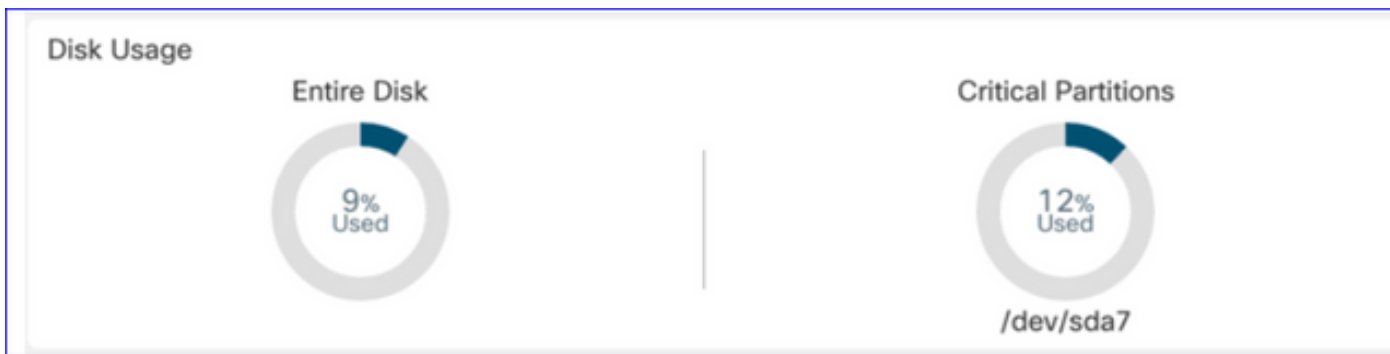 Disk Usage
Entire Disk
9%
Used
Critical Partitions
12%
Used
/dev/sda7